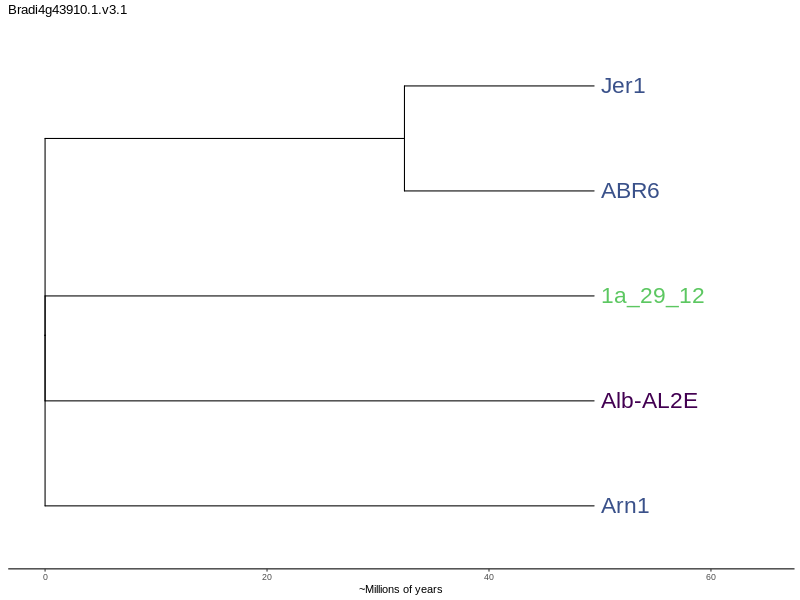 Bradi4g43910.1.v3.1
Jer1
ABR6
1a_29_12
Alb-AL2E
Arn1
0 20 40 60
~Millions of years